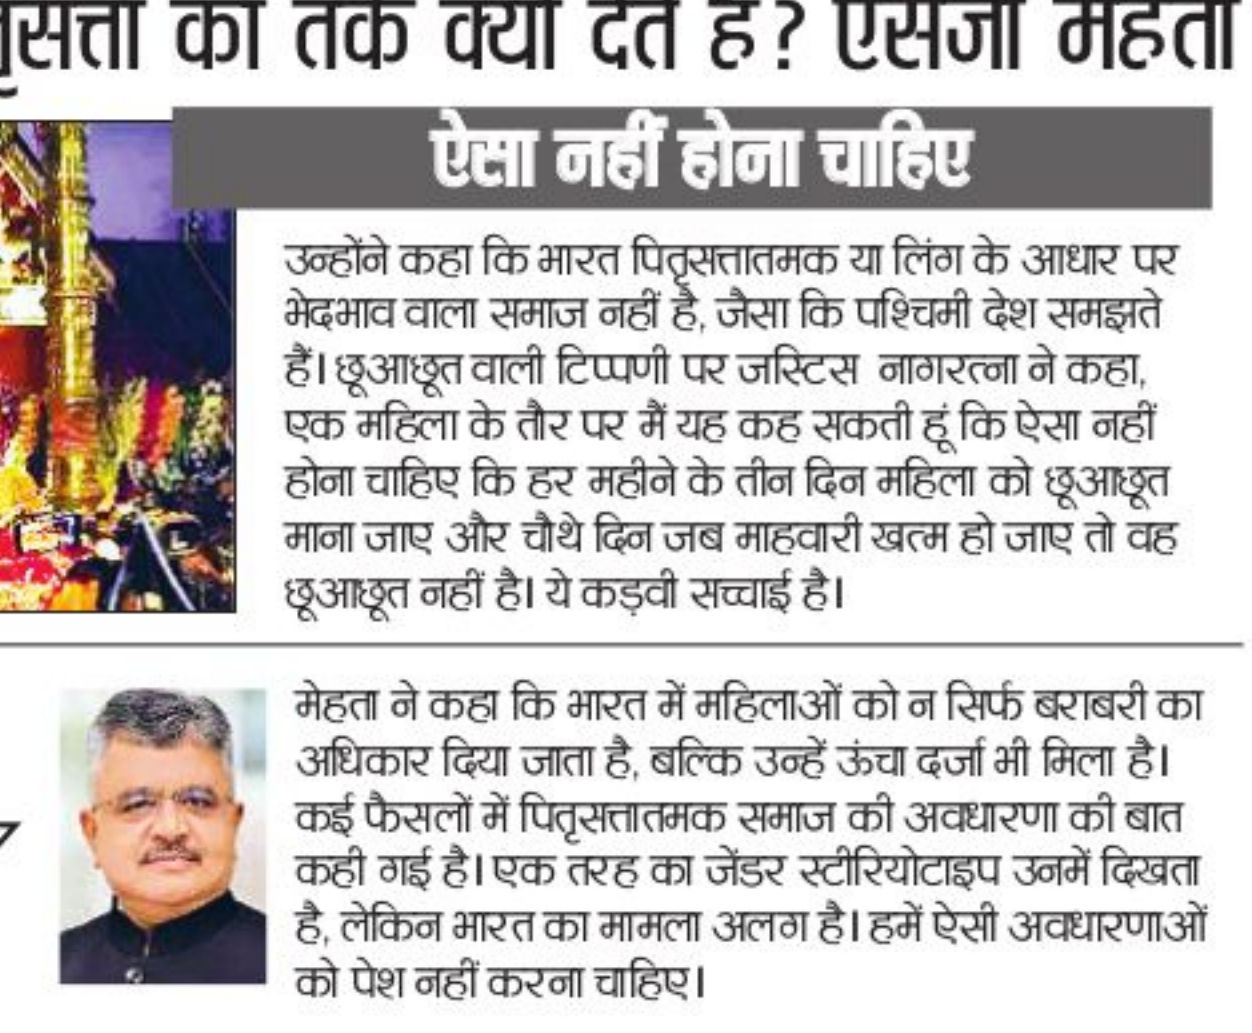 का तर्क क्यों देते हैं? एसजी मेहता
ऐसा नहीं होना चाहिए
उन्होंने कहा कि भारत पितृसत्तातमक या लिंग के आधार पर
भेदभाव वाला समाज नहीं है, जैसा कि पश्चिमी देश समझते
हैं। छूआछूत वाली टिप्पणी पर जस्टिस नागरत्ना ने कहा,
एक महिला के तौर पर मैं यह कह सकती हूं कि ऐसा नहीं
होना चाहिए कि हर महीने के तीन दिन महिला को छूआछूत
माना जाए और चौथे दिन जब माहवारी खत्म हो जाए तो वह
छूआछूत नहीं है। ये कड़वी सच्चाई है।
मेहता ने कहा कि भारत में महिलाओं को न सिर्फ बराबरी का
अधिकार दिया जाता है, बल्कि उन्हें ऊंचा दर्जा भी मिला है।
कई फैसलों में पितृसत्तातमक समाज की अवधारणा की बात
कही गई है। एक तरह का जेंडर स्टीरियोटाइप उनमें दिखता
है, लेकिन भारत का मामला अलग है। हमें ऐसी अवधारणाओं
को पेश नहीं करना चाहिए।